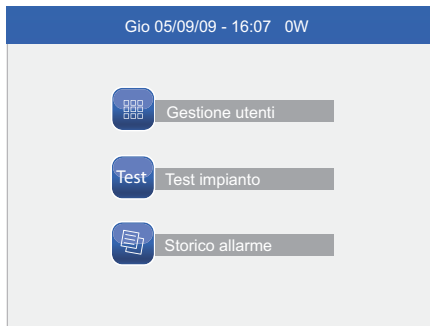 Gio 05/09/09 - 16:07 0W
Gestione utenti
Test Test impianto
Storico allarme